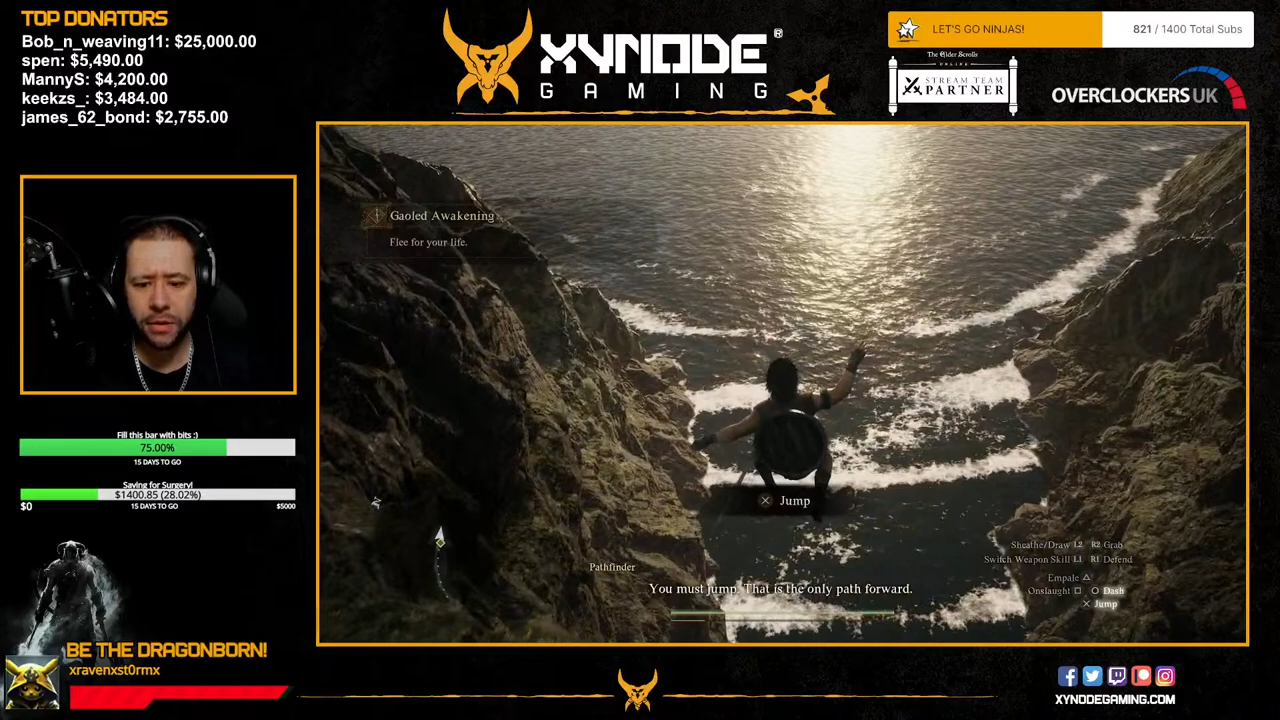 TOP DONATORS
Bob_n_weaving11: $25,000.00
spen: $5,490.00
MannyS: $4,200.00
keekzs_: $3,484.00
james_62_bond: $2,755.00
XYNODE®
GAMING
LET'S GO NINJAS!
821 / 1400 Total Subs
The Elder Scrolls
ONLINE
STREAM TEAM
PARTNER
OVERCLOCKERS UK
Gaoled Awakening
Flee for your life.
Fill this bar with bits :)
75.00%
15 DAYS TO GO
Saving for Surgery!
$1400.85 (28.02%)
$0
15 DAYS TO GO
$5000
N
Jump
Pathfinder
You must jump. That is the only path forward.
Sheathe/Draw L2 R2 Grab
Switch Weapon Skill L1 R1 Defend
Empale
Onslaught Dash
Jump
BE THE DRAGONBORN!
xravenxst0rmx
XYNODEGAMING.COM